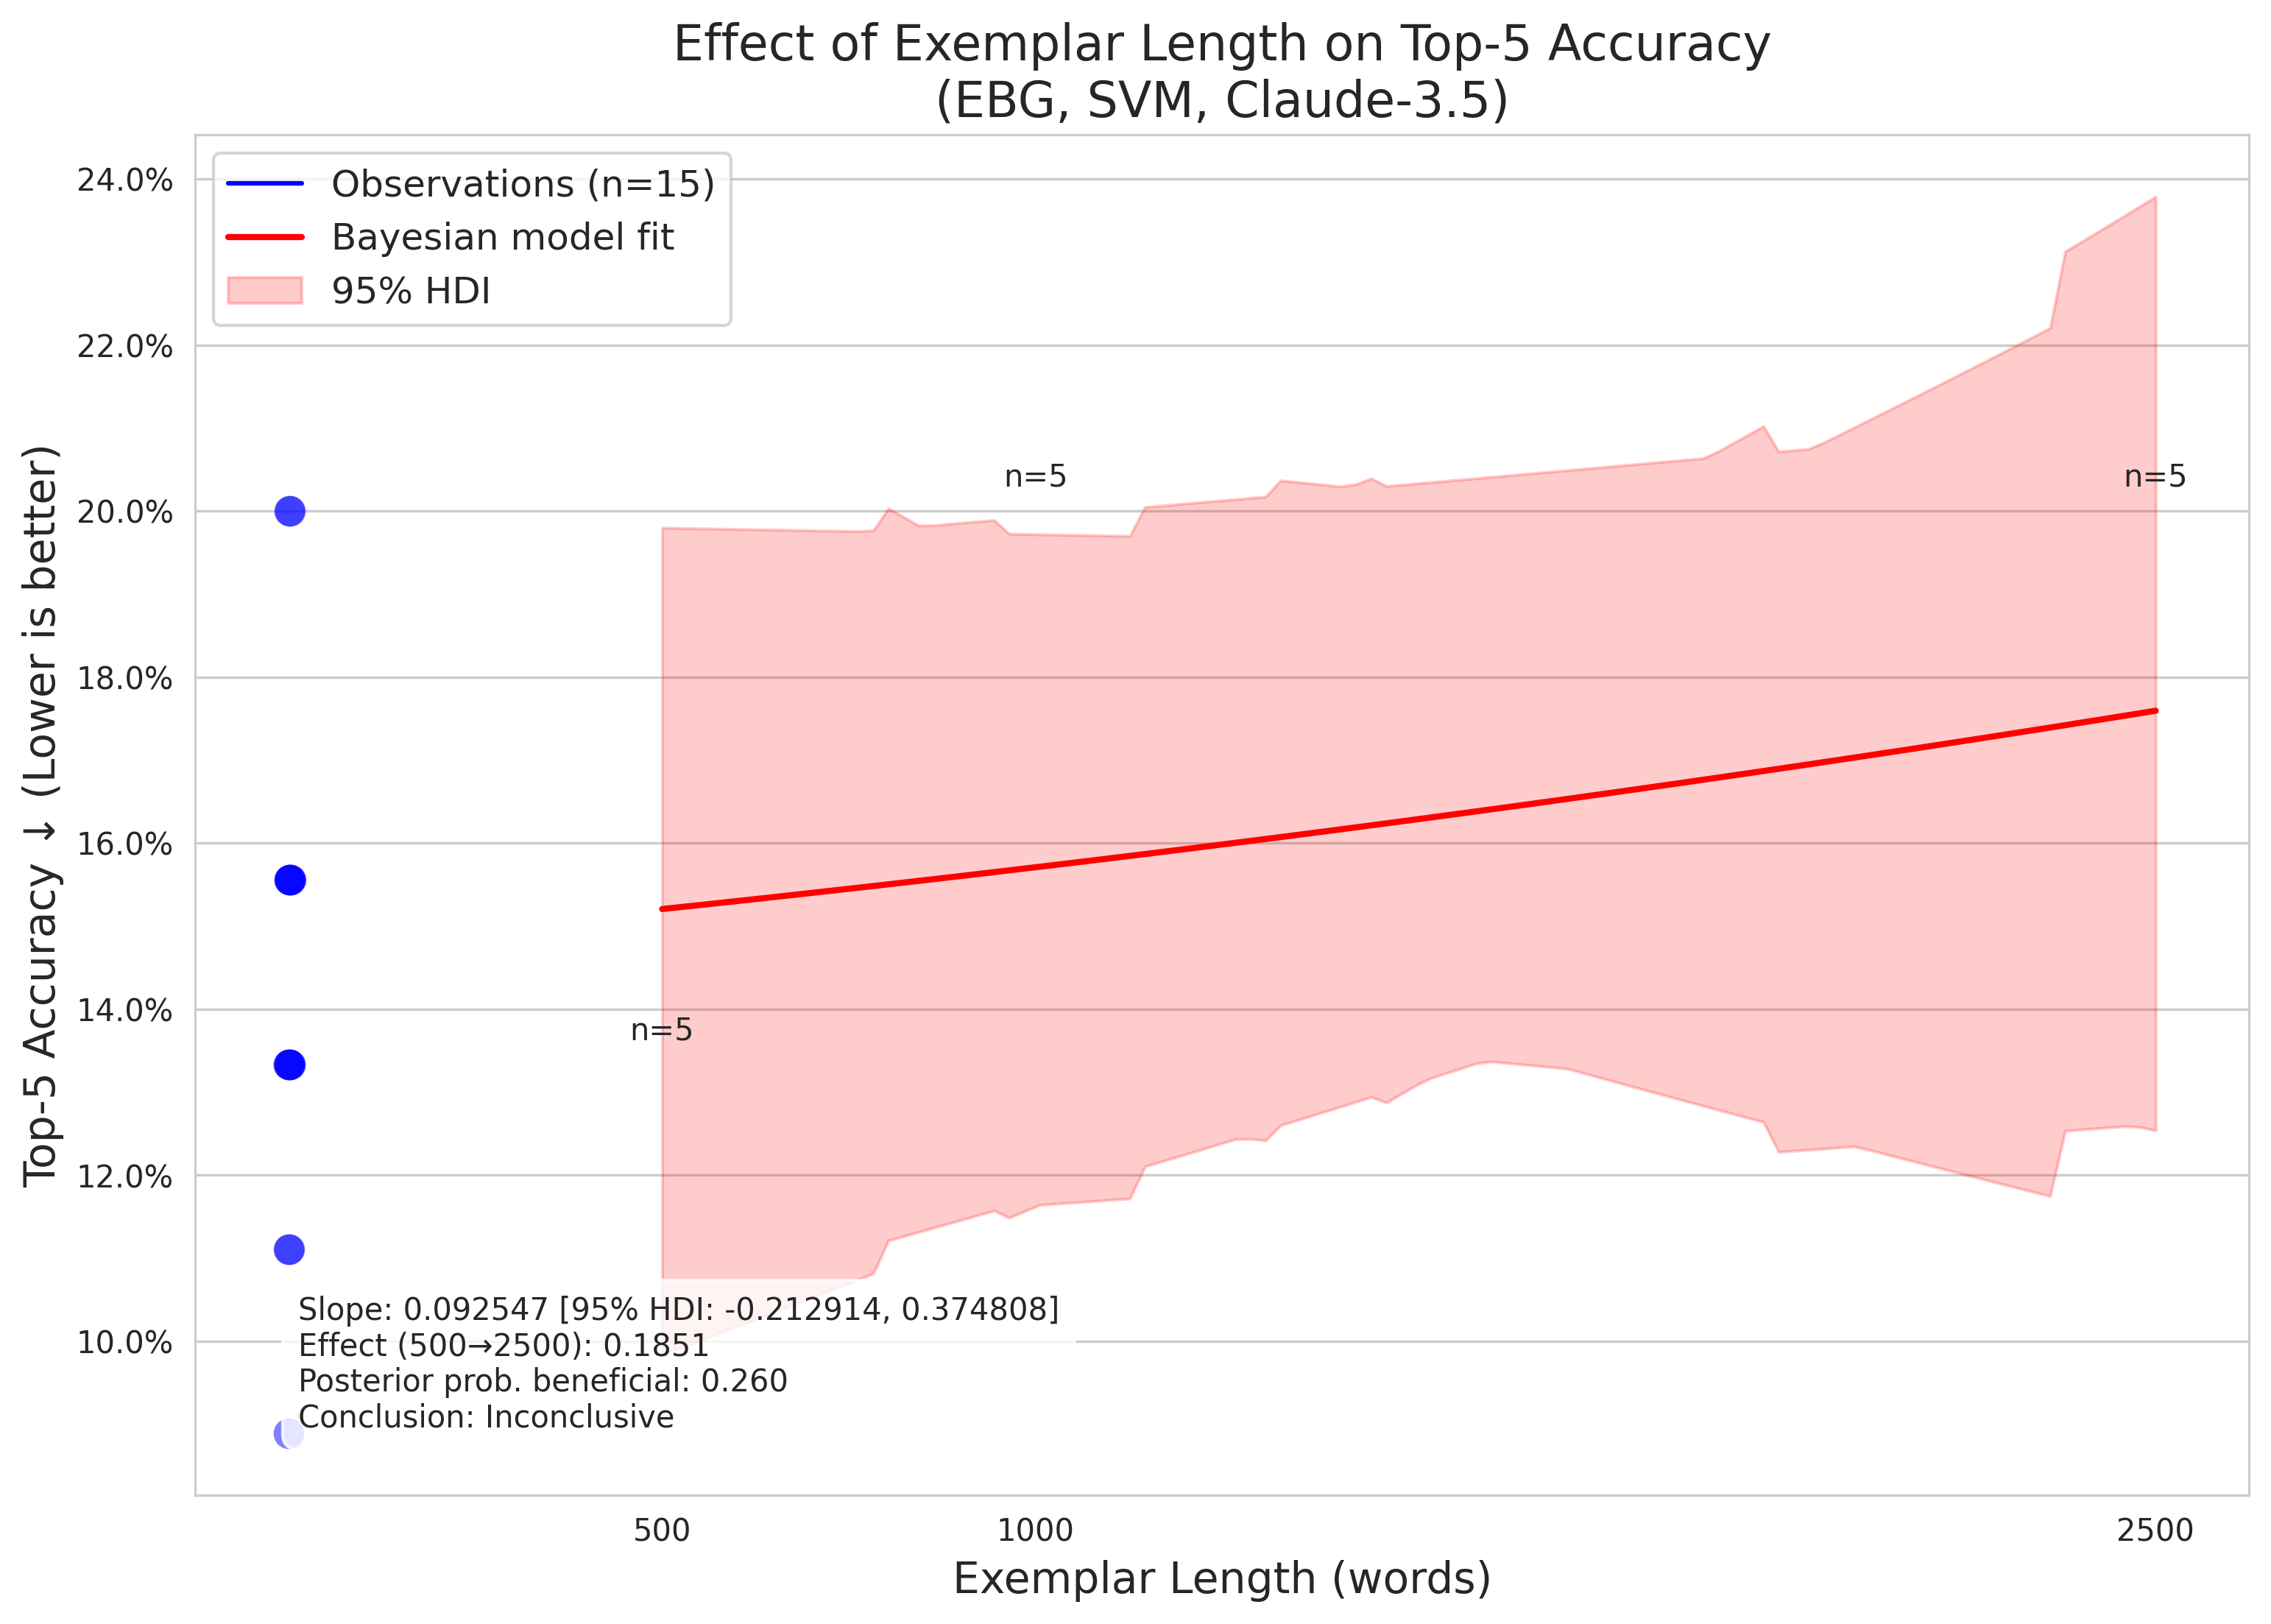 Effect of Exemplar Length on Top-5 Accuracy
(EBG, SVM, Claude-3.5)
Observations (n=15)
Bayesian model fit
95% HDI
24.0%
22.0%
20.0%
18.0%
16.0%
14.0%
12.0%
10.0%
Top-5 Accuracy ↓ (Lower is better)
n=5
n=5
n=5
Slope: 0.092547 [95% HDI: -0.212914, 0.374808]
Effect (500→2500): 0.1851
Posterior prob. beneficial: 0.260
Conclusion: Inconclusive
500
1000
2500
Exemplar Length (words)